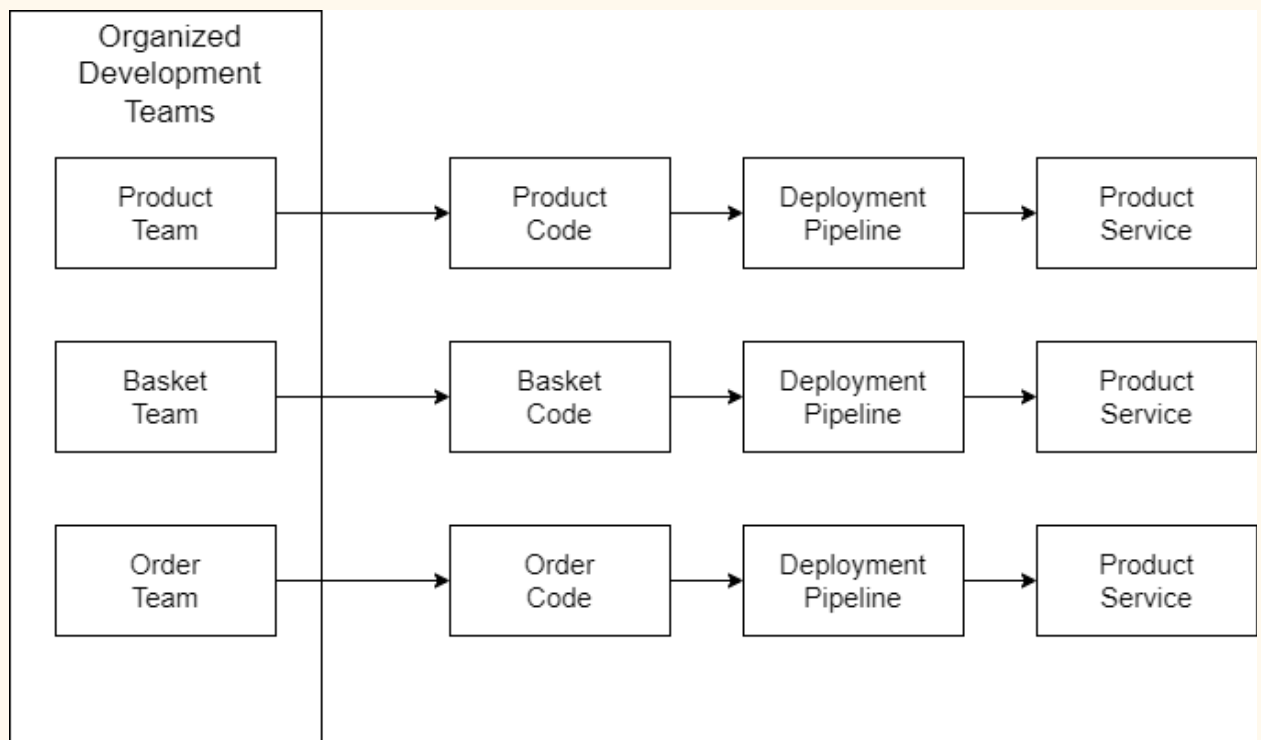 Organized
Development
Teams
Product
Team
Product
Code
Deployment
Pipeline
Product
Service
Basket
Team
Basket
Code
Deployment
Pipeline
Product
Service
Order
Team
Order
Code
Deployment
Pipeline
Product
Service